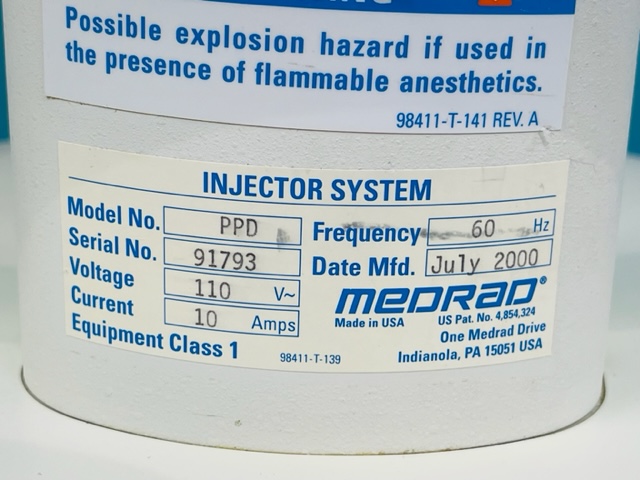 Possible explosion hazard if used in
the presence of flammable anesthetics.
98411-T-141 REV. A
INJECTOR SYSTEM
Model No. PPD
Serial No. 91793
Voltage 110 V~
Current 10 Amps
Equipment Class 1
98411-T-139
Frequency 60 Hz
Date Mfd. July 2000
MEDRAD®
Made in USA
US Pat. No. 4,854,324
One Medrad Drive
Indianola, PA 15051 USA